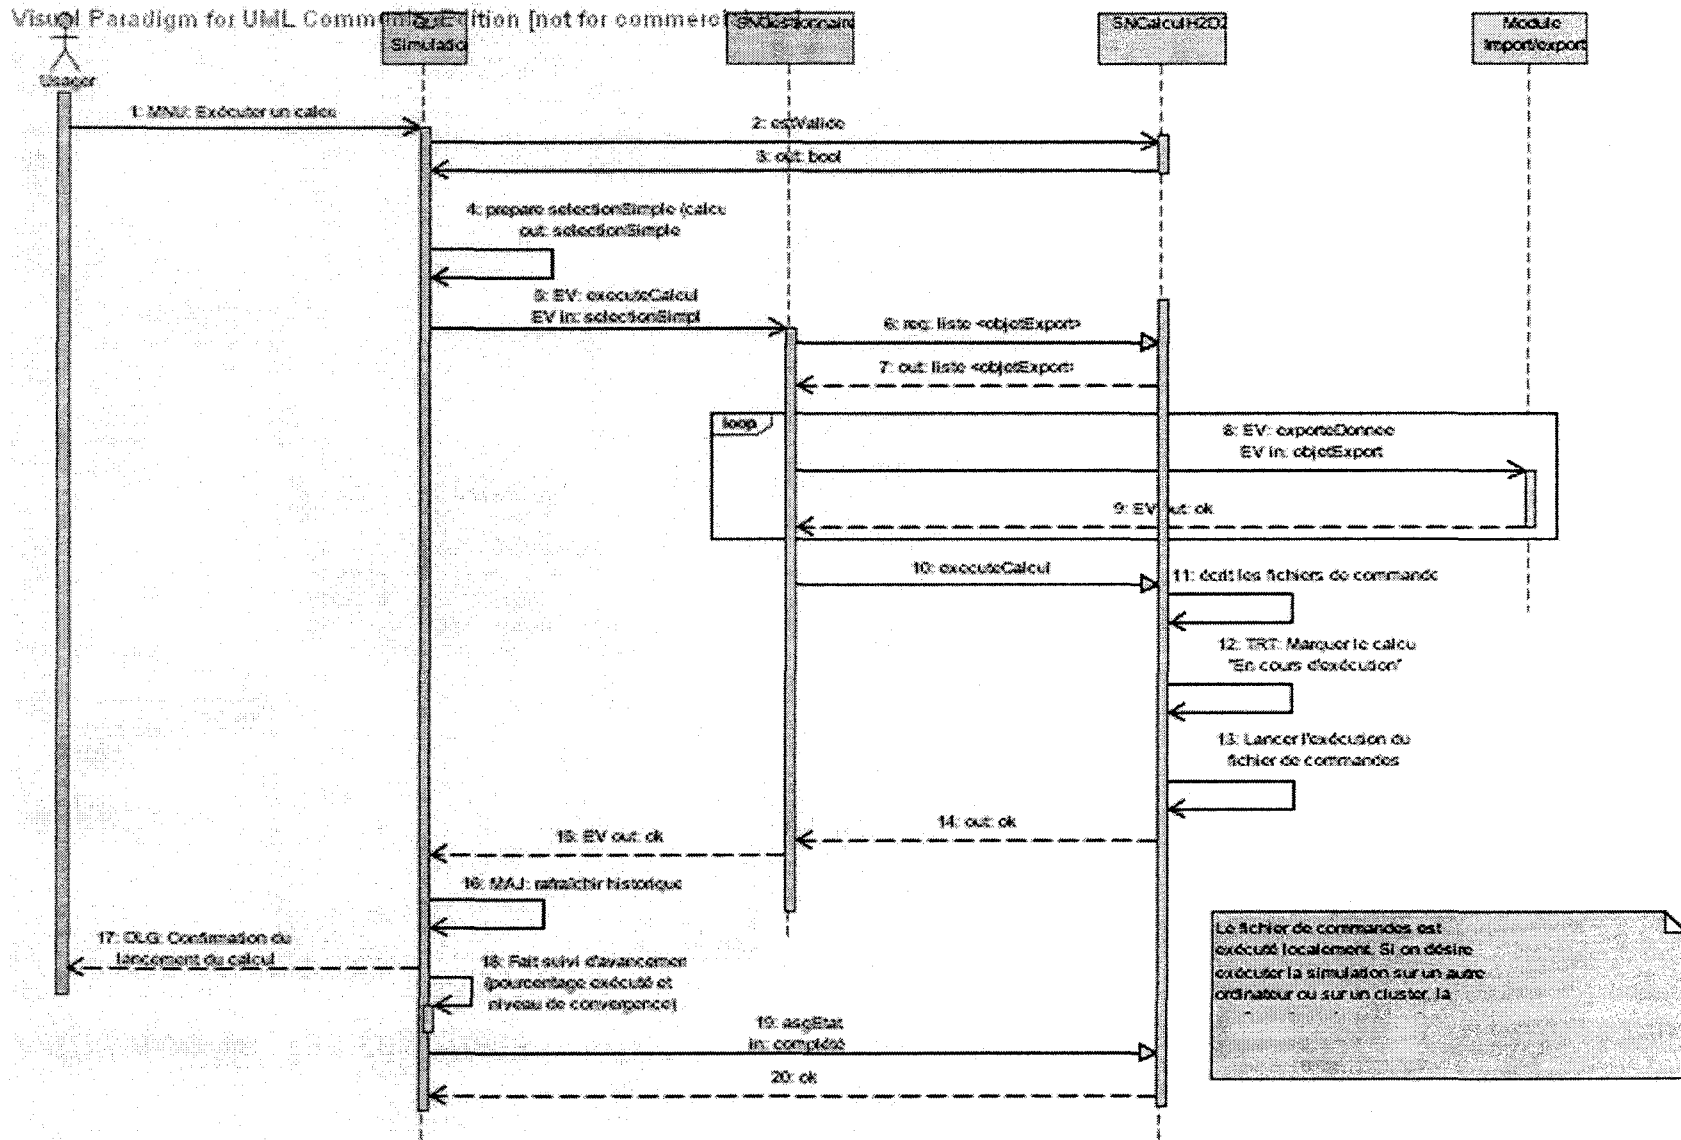 Visual Paradigm for UML Community Edition [not for commercial
Simulatio
SNGestionnaire
SNCalculH2D2
Module
Import/export
Usager
1: MNU: Exécuter un calcu
2: estValide
3: out: bool
4: prepare selectionSimple (calcu
out: selectionSimple
5: EV: executeCalcul
EV in: selectionSimpl
6: req: liste <objetExport>
7: out: liste <objetExport>
loop
8: EV: exporteDonnee
EV in: objetExport
9: EV out: ok
10: executeCalcul
11: écrit les fichiers de commande
12: TRT: Marquer le calcu
"En cours d'exécution"
13: Lancer l'exécution du
fichier de commandes
14: out: ok
15: EV out: ok
16: MAJ: rafraîchir historique
17: DLG: Confirmation du
lancement du calcul
18: Fait suivi d'avancemen
(pourcentage exécuté et
niveau de convergence)
19: asgEtat
in: complété
20: ok
Le fichier de commandes est
exécuté localement. Si on désire
exécuter la simulation sur un autre
ordinateur ou sur un cluster, la